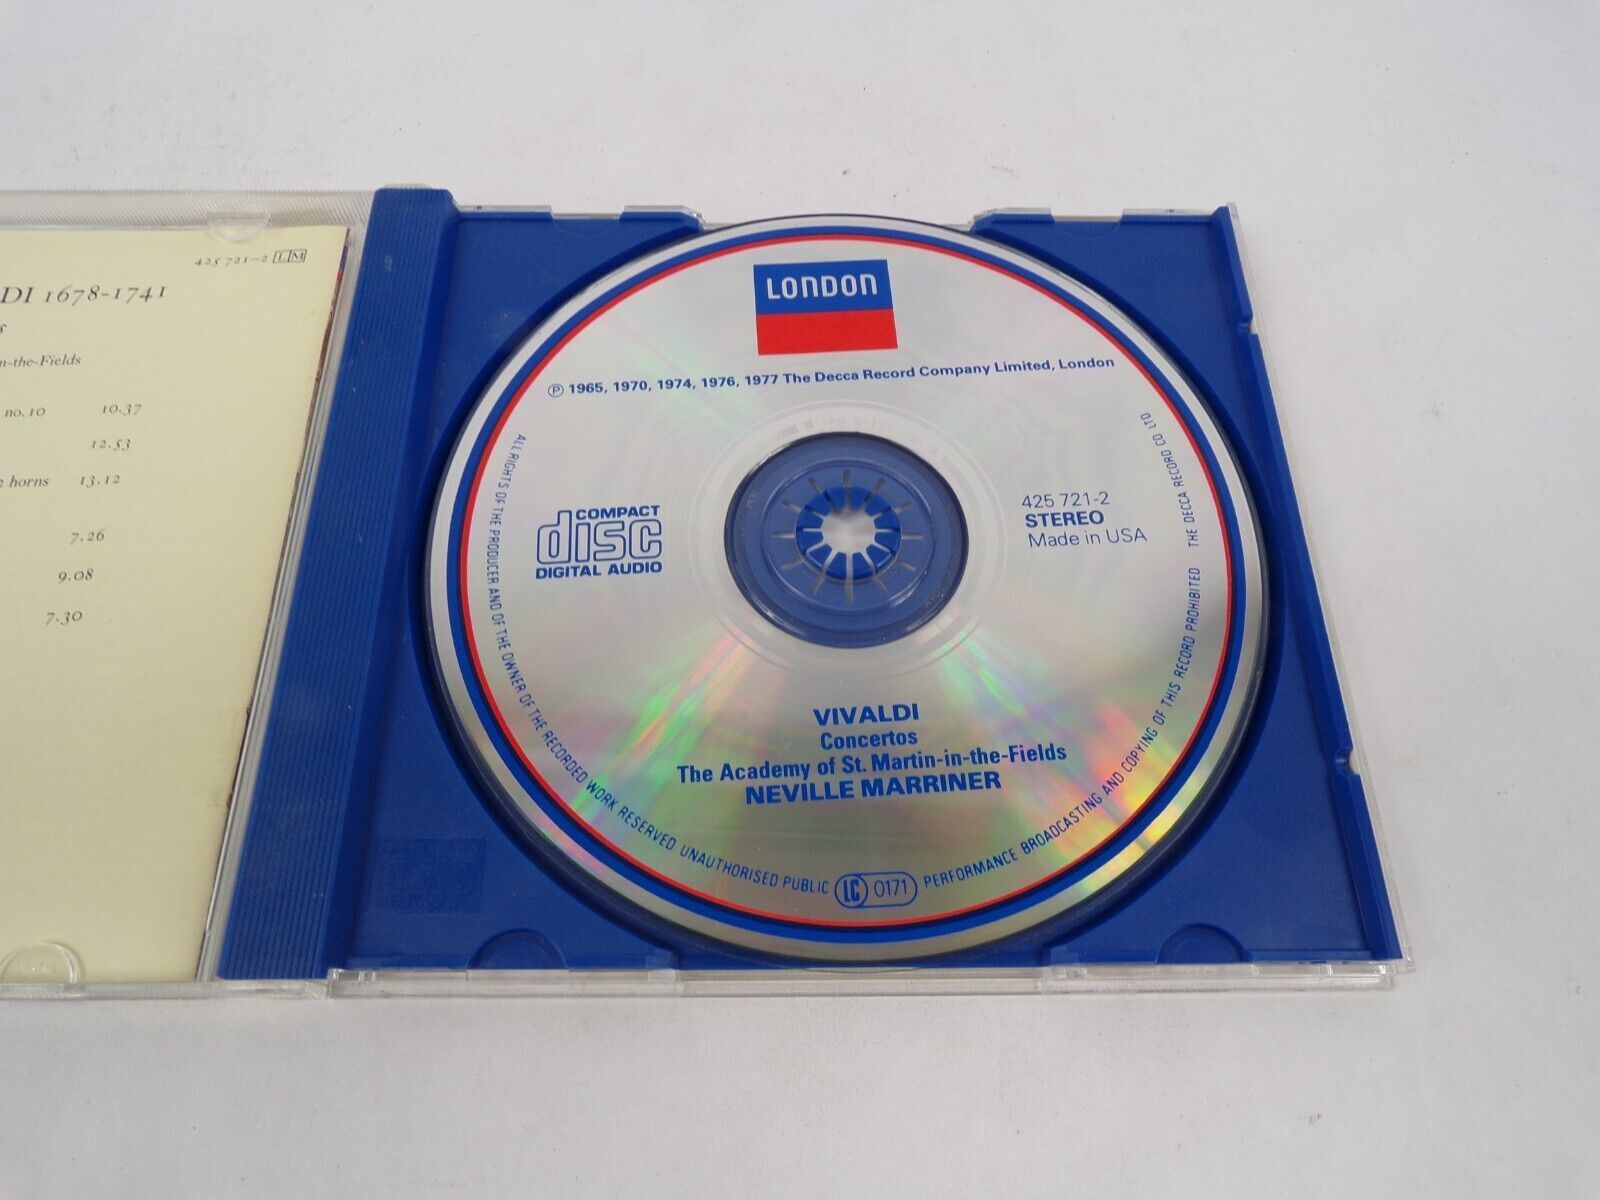 425 721-2 LM
DI 1678-1741
n-the-Fields
no.10 10.37
12.53
horns 13.12
7.26
9.08
7.30
LONDON
℗ 1965, 1970, 1974, 1976, 1977 The Decca Record Company Limited, London
COMPACT
disc
DIGITAL AUDIO
425 721-2
STEREO
Made in USA
VIVALDI
Concertos
The Academy of St. Martin-in-the-Fields
NEVILLE MARRINER
ALL RIGHTS OF THE PRODUCER AND OF THE OWNER OF THE RECORDED WORK RESERVED UNAUTHORISED PUBLIC LC 0171 PERFORMANCE BROADCASTING AND COPYING OF THIS RECORD PROHIBITED THE DECCA RECORD CO LTD